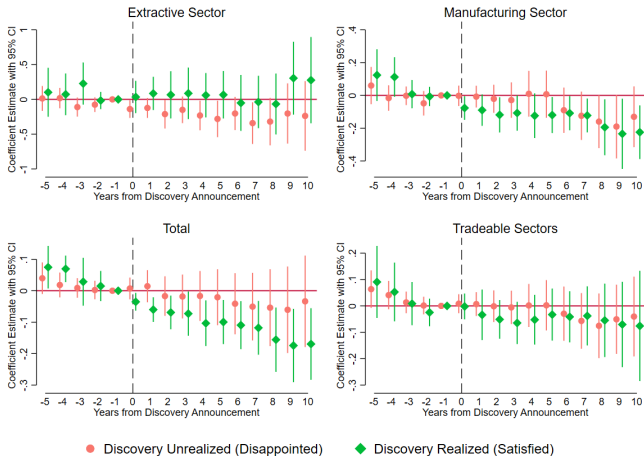 Extractive Sector
Coefficient Estimate with 95% CI
1
.5
0
-.5
-1
-5 -4 -3 -2 -1 0 1 2 3 4 5 6 7 8 9 10
Years from Discovery Announcement
Manufacturing Sector
Coefficient Estimate with 95% CI
.4
.2
0
-.2
-.4
-5 -4 -3 -2 -1 0 1 2 3 4 5 6 7 8 9 10
Years from Discovery Announcement
Total
Coefficient Estimate with 95% CI
.1
0
-.1
-.2
-.3
-5 -4 -3 -2 -1 0 1 2 3 4 5 6 7 8 9 10
Years from Discovery Announcement
Tradeable Sectors
Coefficient Estimate with 95% CI
.2
.1
0
-.1
-.2
-.3
-5 -4 -3 -2 -1 0 1 2 3 4 5 6 7 8 9 10
Years from Discovery Announcement
Discovery Unrealized (Disappointed)
Discovery Realized (Satisfied)